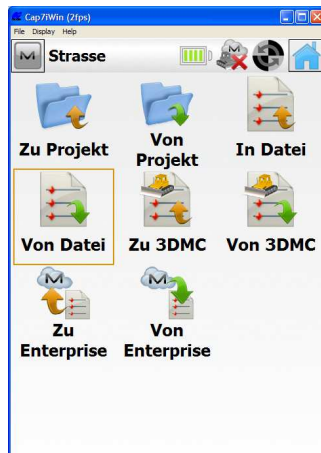 Cap7iWin (2fps)
File Display Help
Strasse
Zu Projekt
Von
Projekt
In Datei
Von Datei
Zu 3DMC
Von 3DMC
Zu
Enterprise
Von
Enterprise